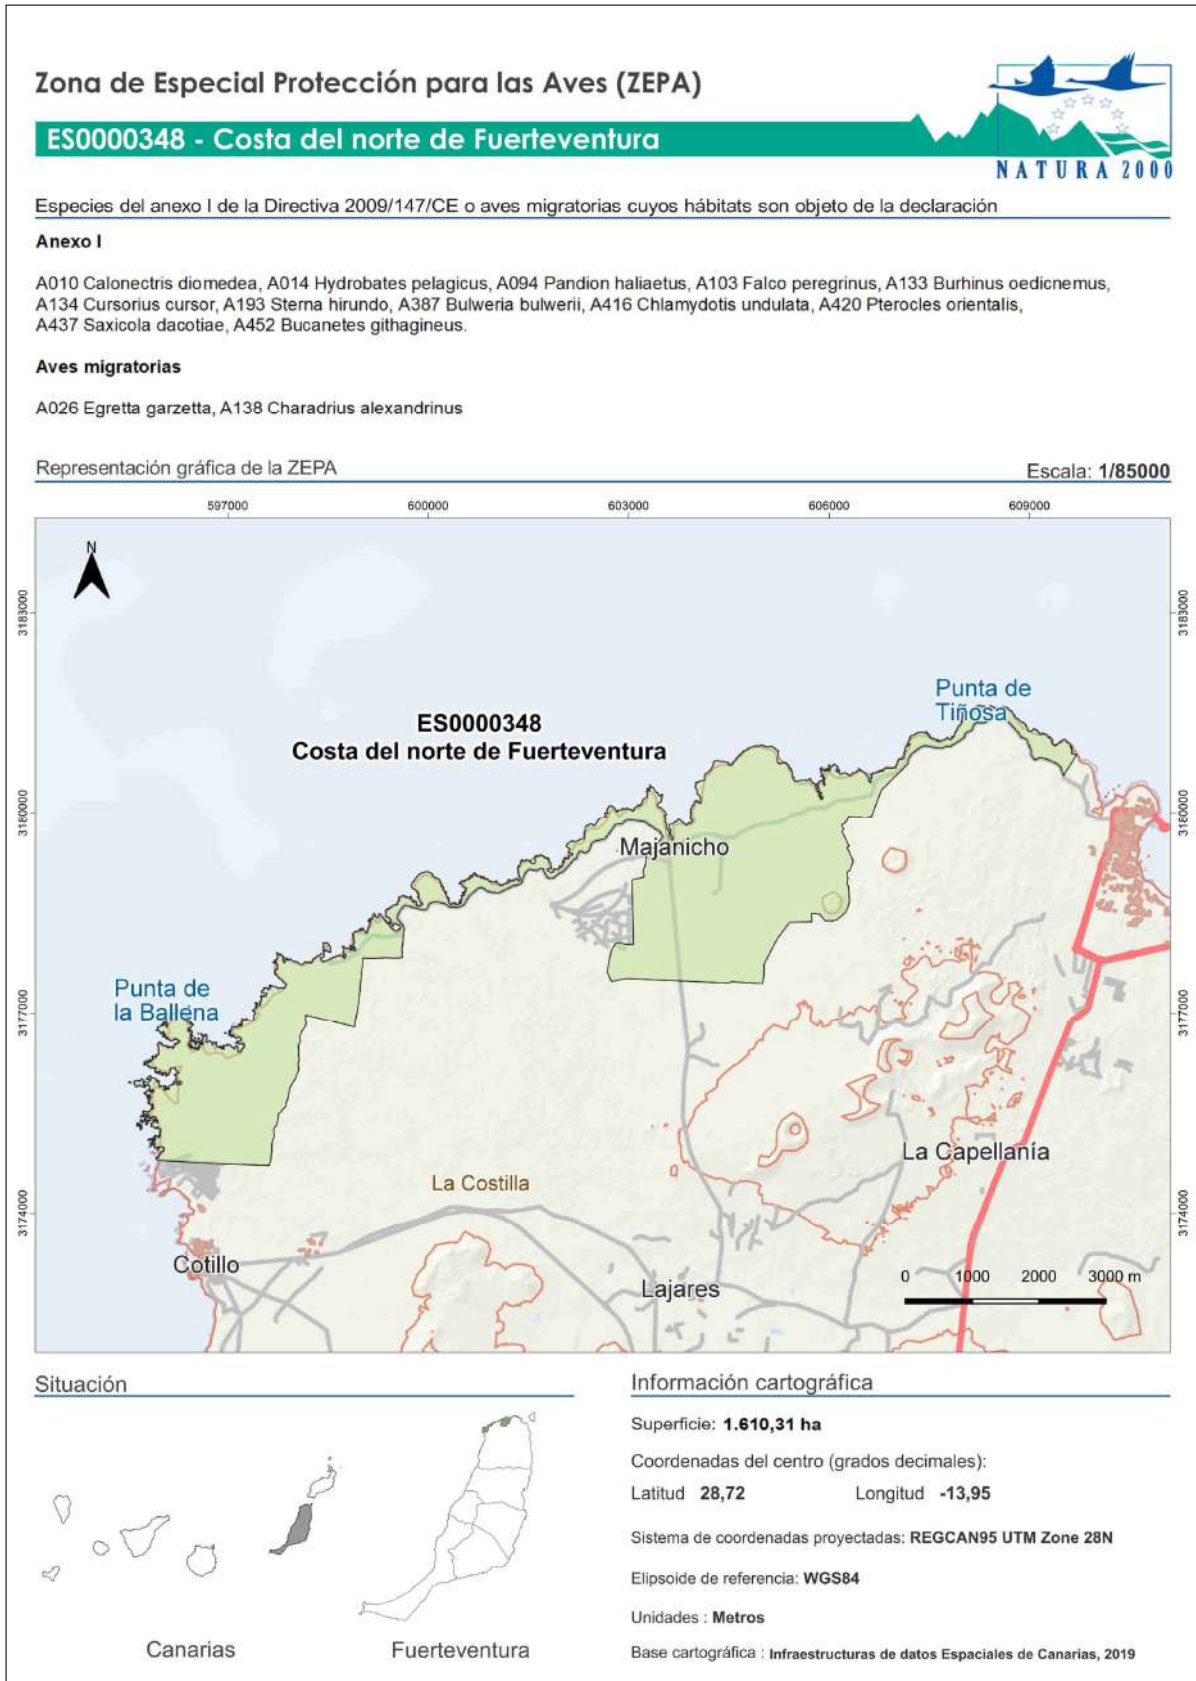 Zona de Especial Protección para las Aves (ZEPA)
ES0000348 - Costa del norte de Fuerteventura
NATURA 2000
Especies del anexo I de la Directiva 2009/147/CE o aves migratorias cuyos hábitats son objeto de la declaración
Anexo I
A010 Calonectris diomedea, A014 Hydrobates pelagicus, A094 Pandion haliaetus, A103 Falco peregrinus, A133 Burhinus oedicnemus,
A134 Cursorius cursor, A193 Sterna hirundo, A387 Bulweria bulwerii, A416 Chlamydotis undulata, A420 Pterocles orientalis,
A437 Saxicola dacotiae, A452 Bucanetes githagineus.
Aves migratorias
A026 Egretta garzetta, A138 Charadrius alexandrinus
Representación gráfica de la ZEPA
Escala: 1/85000
597000 600000 603000 606000 609000
N
3183000 3183000
Punta de
Tiñosa
ES0000348
Costa del norte de Fuerteventura
3180000 3180000
Majanicho
Punta de
la Ballena
3177000 3177000
La Capellanía
La Costilla
3174000 3174000
Cotillo
Lajares
0 1000 2000 3000 m
Situación
Canarias
Fuerteventura
Información cartográfica
Superficie: 1.610,31 ha
Coordenadas del centro (grados decimales):
Latitud 28,72 Longitud -13,95
Sistema de coordenadas proyectadas: REGCAN95 UTM Zone 28N
Elipsoide de referencia: WGS84
Unidades : Metros
Base cartográfica : Infraestructuras de datos Espaciales de Canarias, 2019